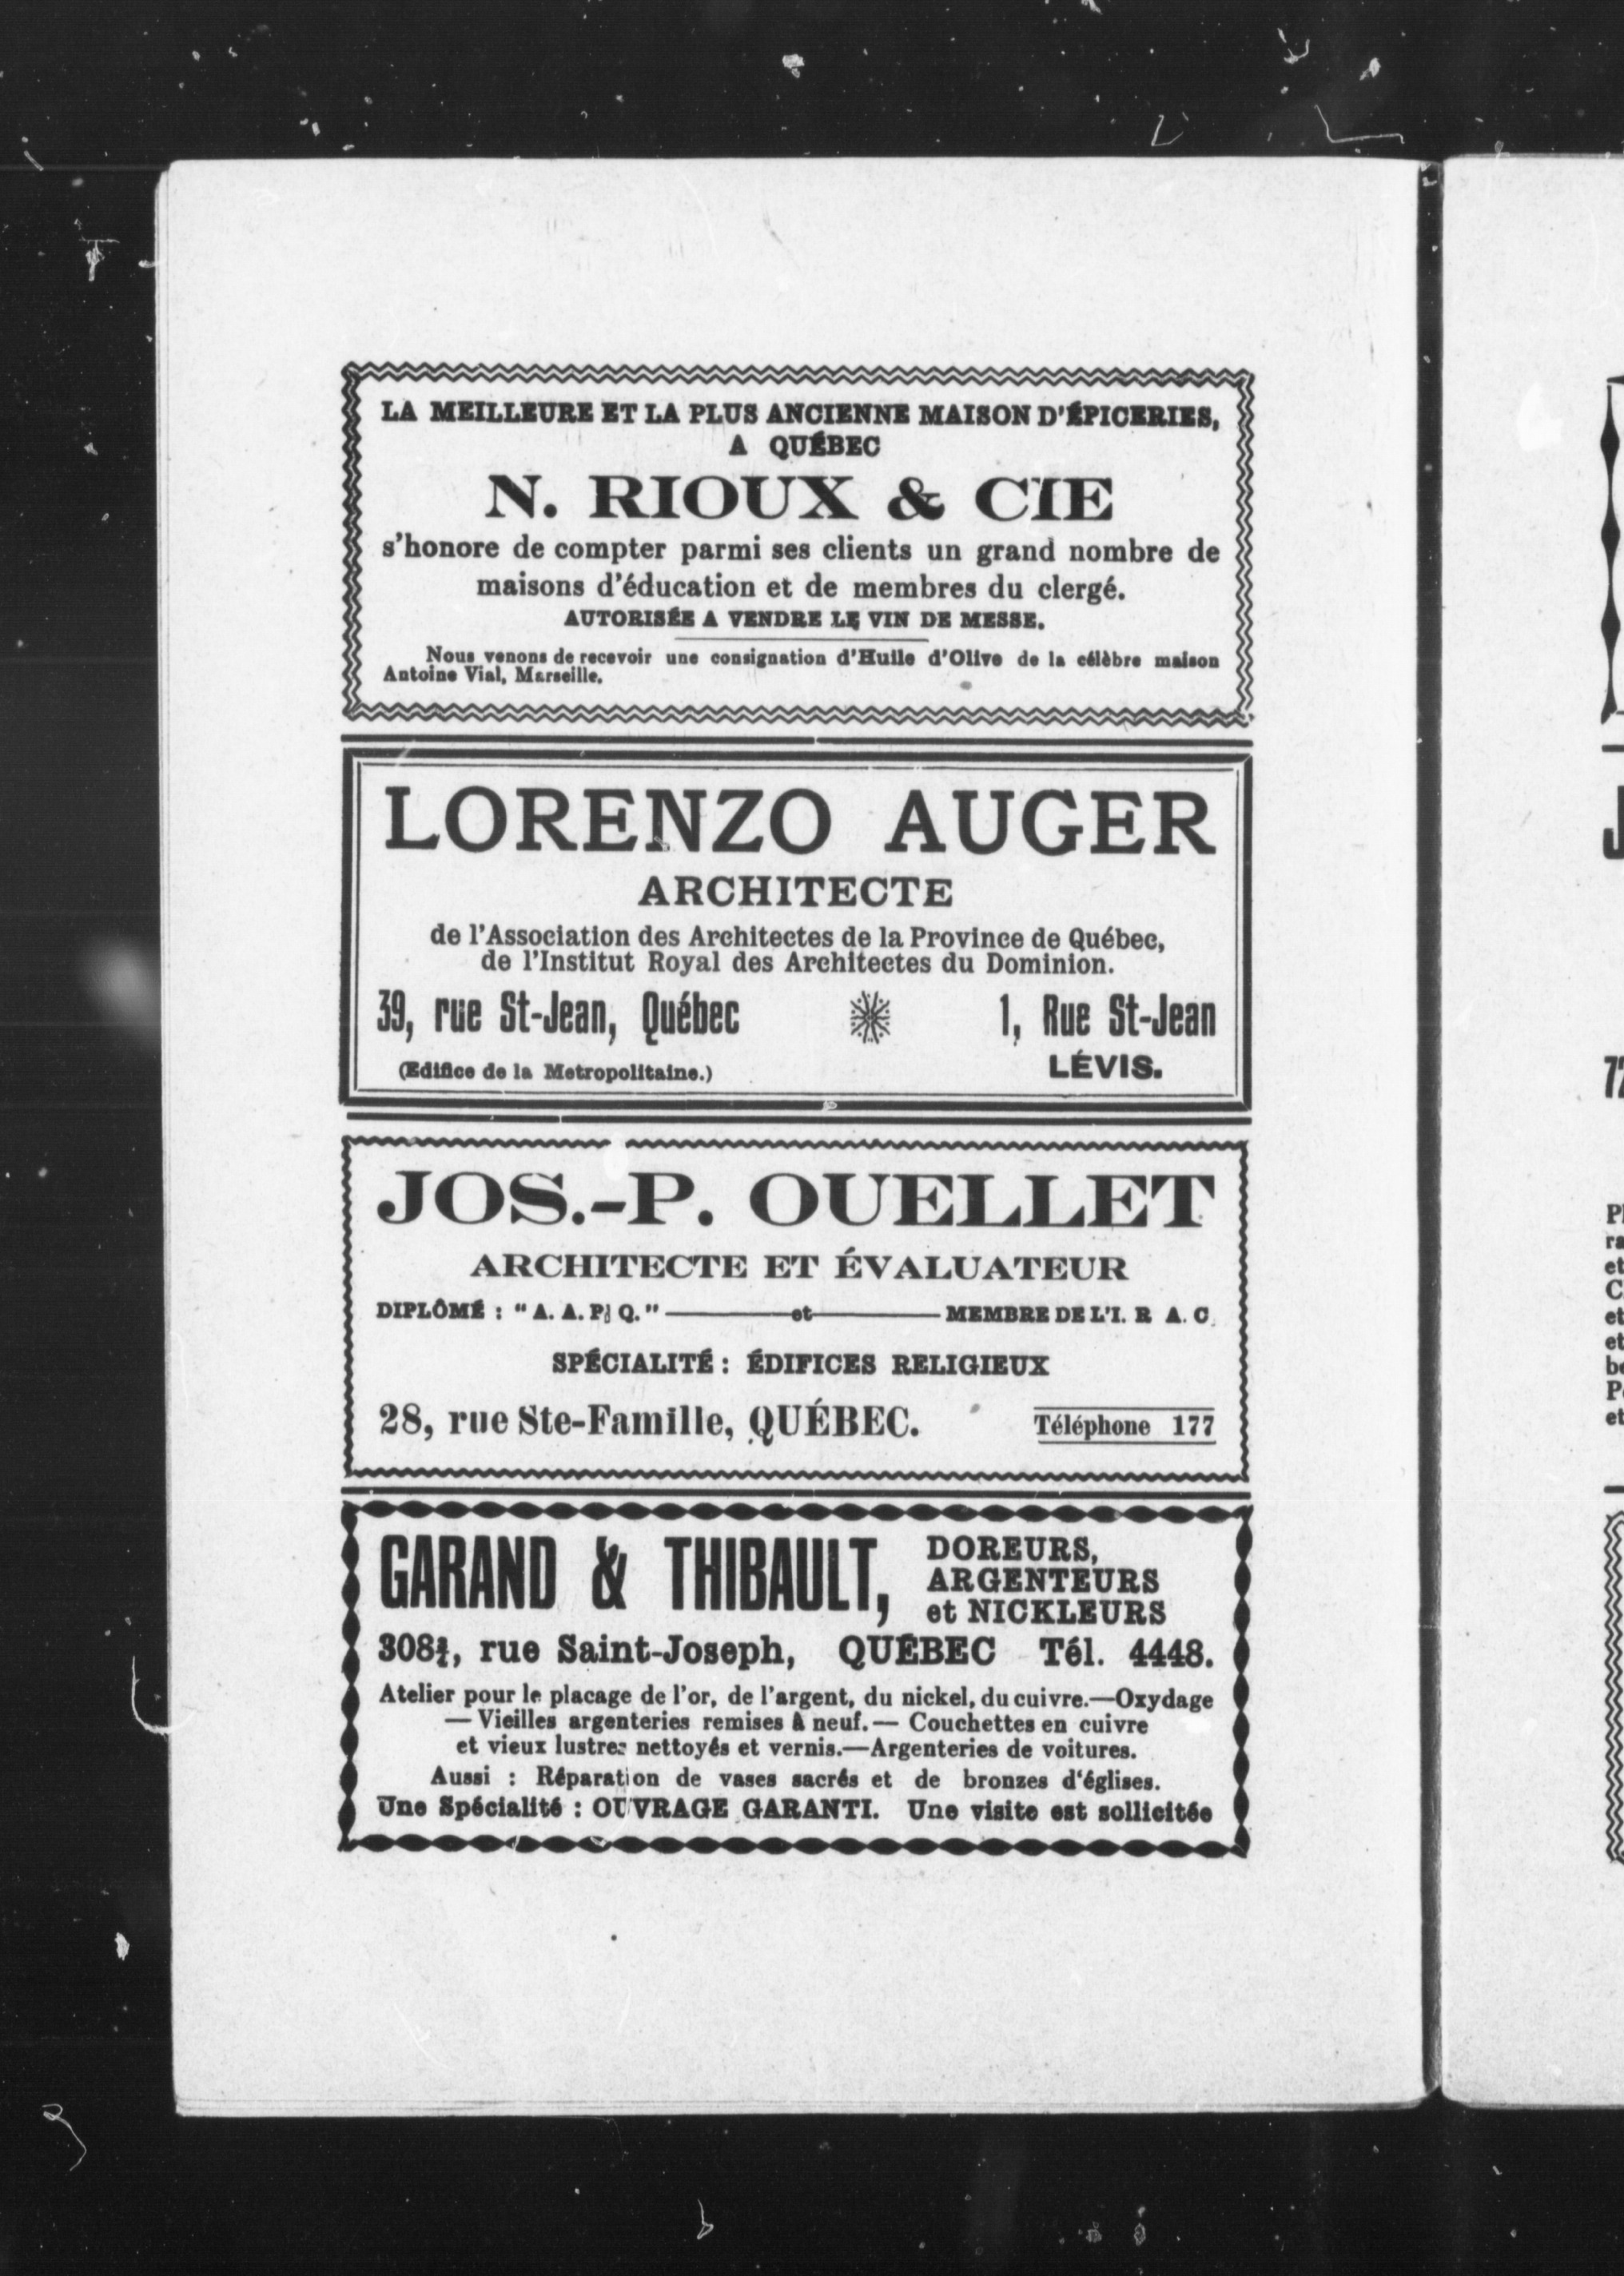 LA MEILLEURE ET LA PLUS ANCIENNE MAISON D'ÉPICERIES,
A QUÉBEC
N. RIOUX & CIE
s'honore de compter parmi ses clients un grand nombre de
maisons d'éducation et de membres du clergé.
AUTORISÉE A VENDRE LE VIN DE MESSE.
Nous venons de recevoir une consignation d'Huile d'Olive de la célèbre maison
Antoine Vial, Marseille.
LORENZO AUGER
ARCHITECTE
de l'Association des Architectes de la Province de Québec,
de l'Institut Royal des Architectes du Dominion.
39, rue St-Jean, Québec 1, Rue St-Jean
(Edifice de la Metropolitaine.) LÉVIS.
JOS.-P. OUELLET
ARCHITECTE ET ÉVALUATEUR
DIPLÔMÉ : "A. A. P. Q."—et—MEMBRE DE L'I. R A. C.
SPÉCIALITÉ : ÉDIFICES RELIGIEUX
28, rue Ste-Famille, QUÉBEC. Téléphone 177
GARAND & THIBAULT, DOREURS,
ARGENTEURS
et NICKLEURS
rue Saint-Joseph, QUÉBEC Tél. 4448.
Atelier pour le placage de l'or, de l'argent, du nickel, du cuivre.—Oxydage
— Vieilles argenteries remises à neuf.— Couchettes en cuivre
et vieux lustres nettoyés et vernis.—Argenteries de voitures.
Aussi : Réparation de vases sacrés et de bronzes d'églises.
Une Spécialité : OUVRAGE GARANTI. Une visite est sollicitée